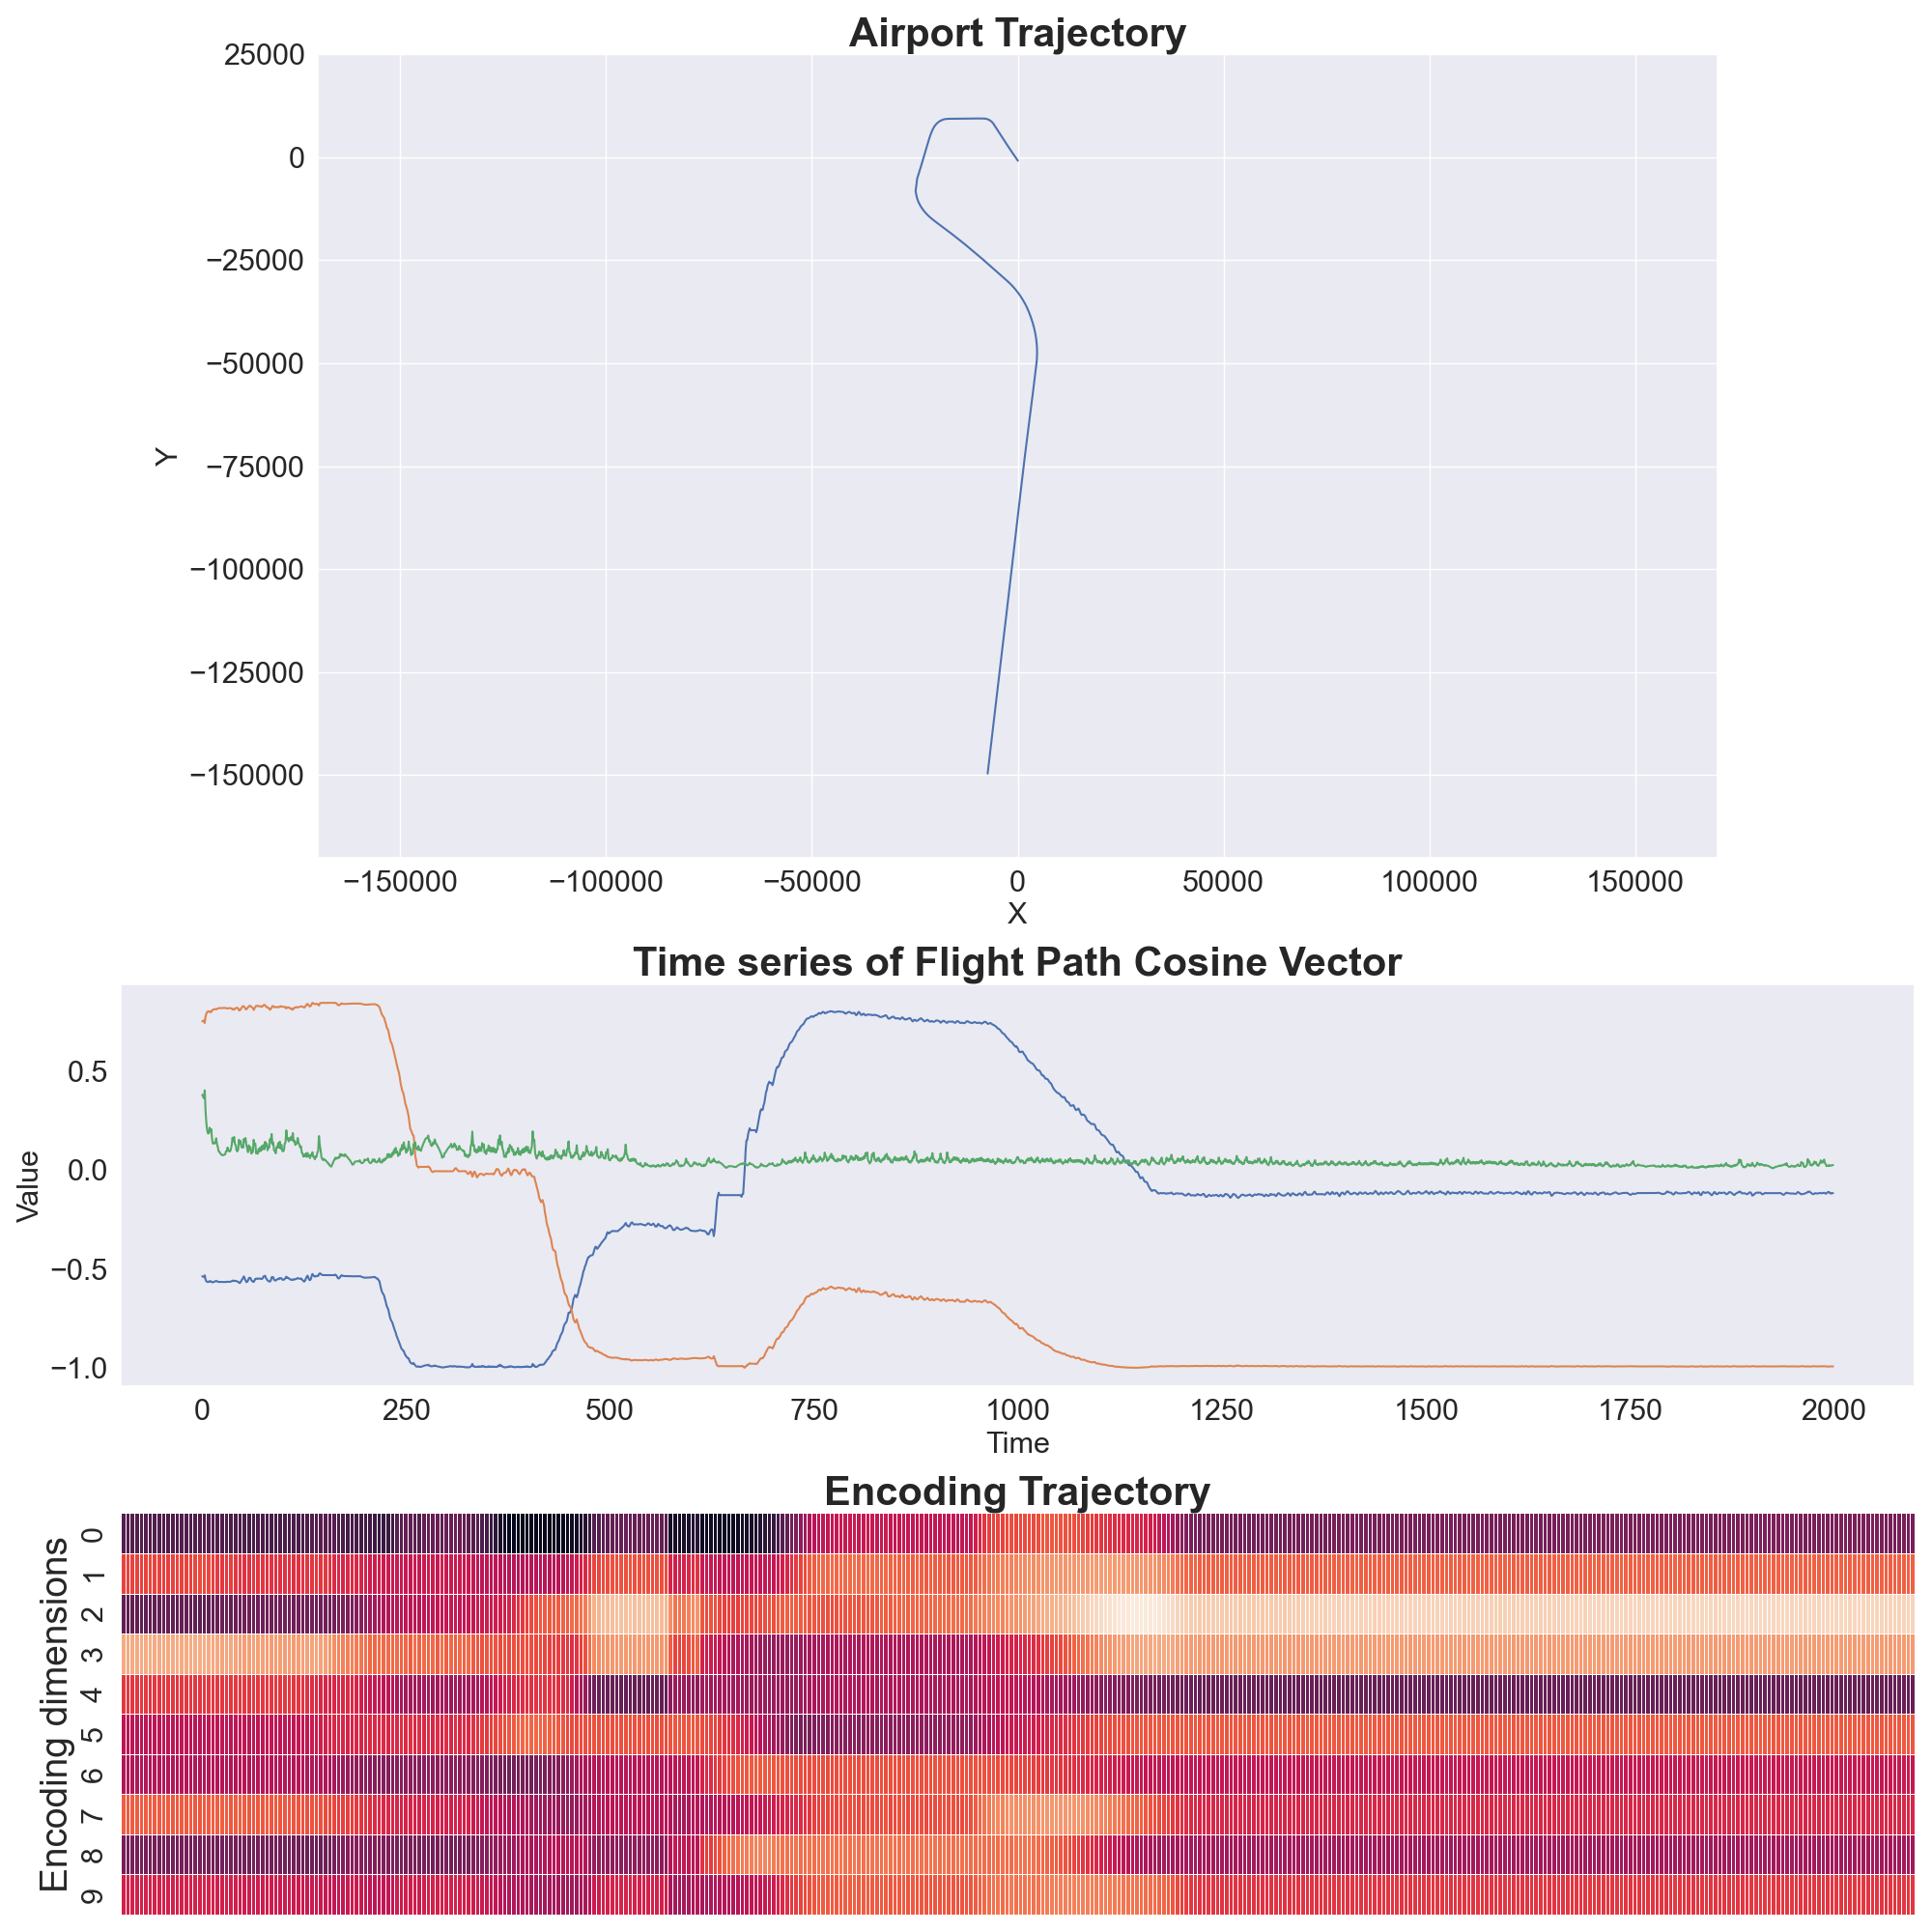 Airport Trajectory
25000
0
−25000
−50000
−75000
−100000
−125000
−150000
Y
−150000 −100000 −50000 0 50000 100000 150000
X
Time series of Flight Path Cosine Vector
0.5
0.0
−0.5
−1.0
Value
0 250 500 750 1000 1250 1500 1750 2000
Time
Encoding Trajectory
Encoding dimensions
0
1
2
3
4
5
6
7
8
9